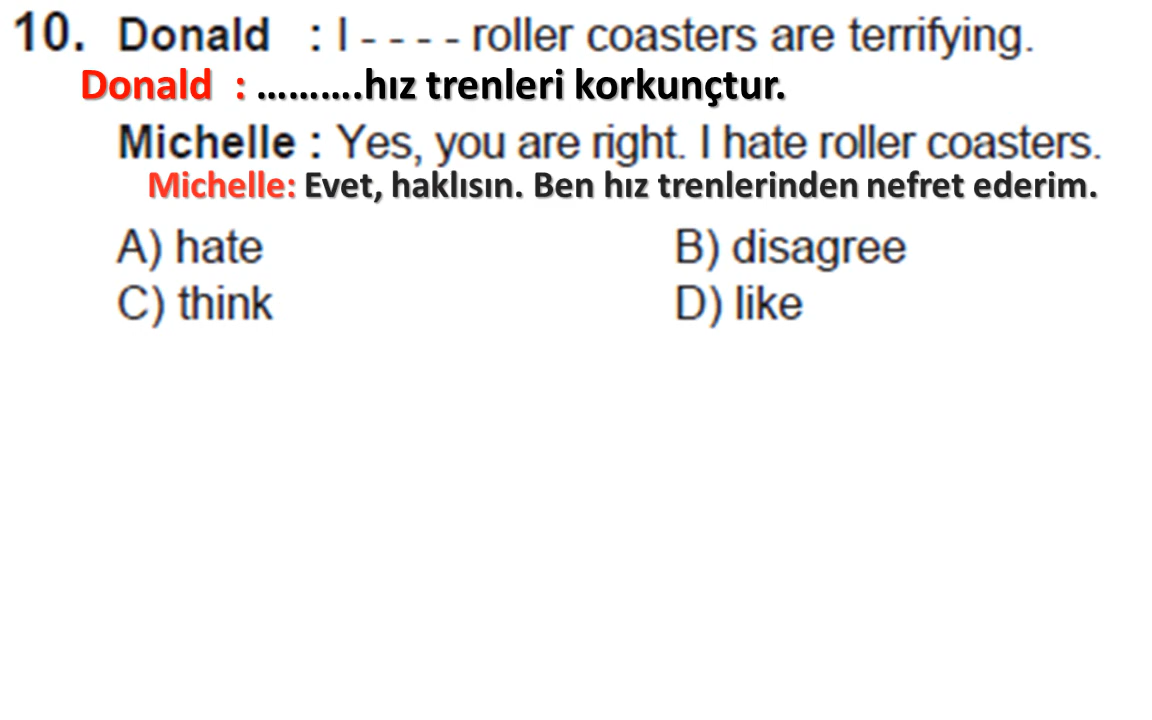 10. Donald : I - - - - roller coasters are terrifying.
Donald : ……….hız trenleri korkunçtur.
Michelle : Yes, you are right. I hate roller coasters.
Michelle: Evet, haklısın. Ben hız trenlerinden nefret ederim.
A) hate B) disagree
C) think D) like